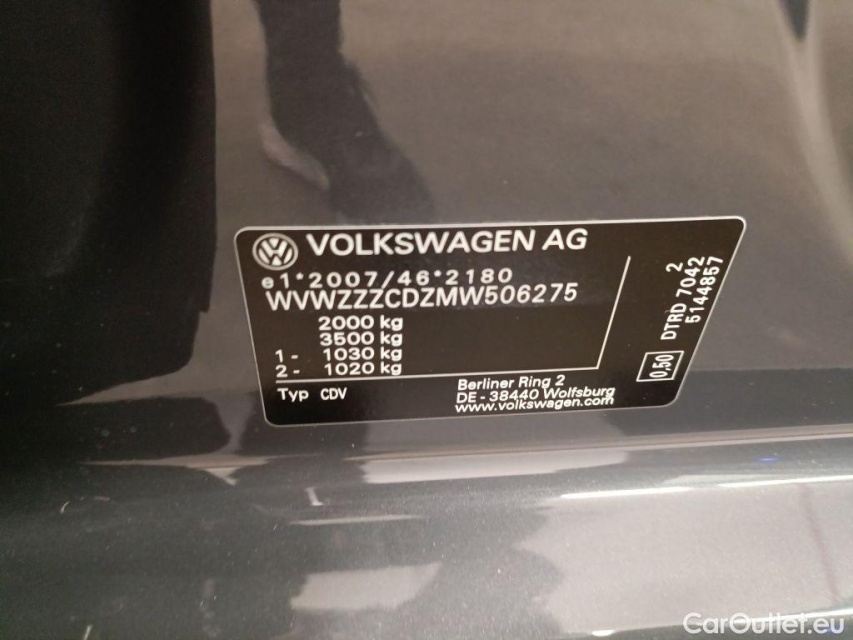 VOLKSWAGEN AG
e1*2007/46*2180
WVWZZZCDZMW506275
2000 kg
3500 kg
1- 1030 kg
2- 1020 kg
Typ CDV
Berliner Ring 2
DE-38440 Wolfsburg
www.volkswagen.com
0.50
DTRD 7042
2
5144857
CarOutlet.eu